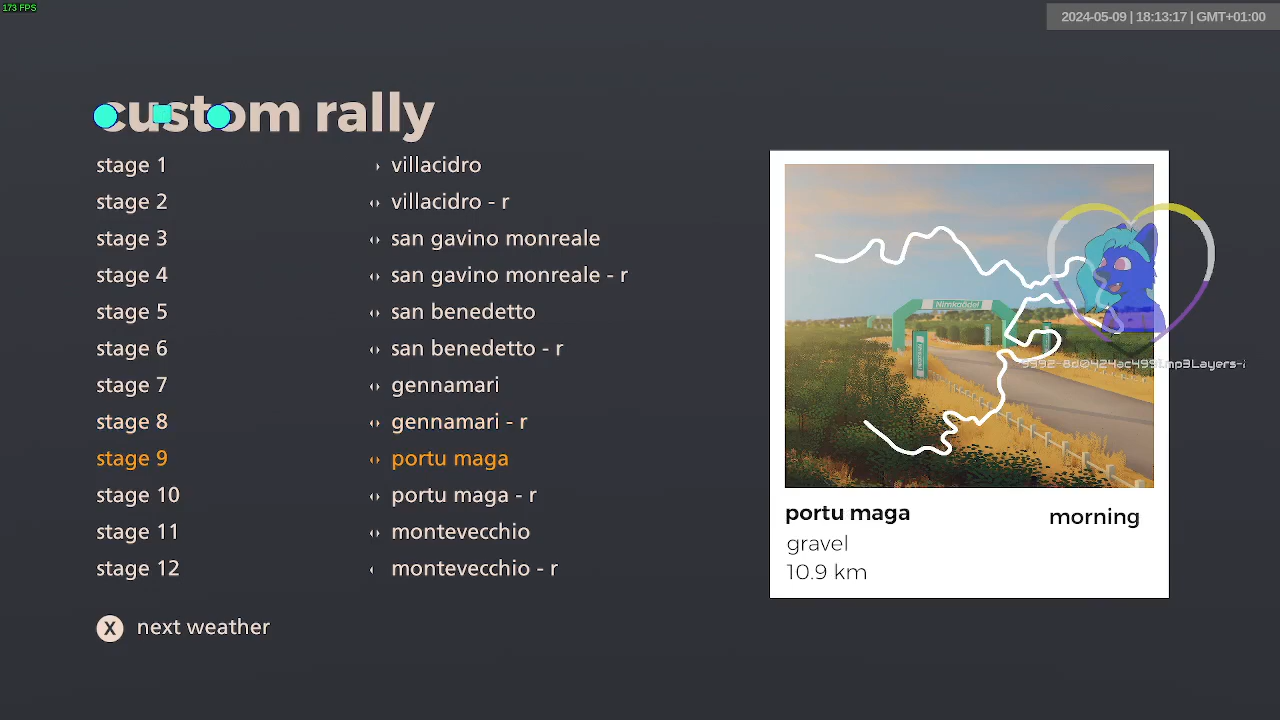 173 FPS
2024-05-09 | 18:13:17 | GMT+01:00
custom rally
stage 1 villacidro
stage 2 villacidro - r
stage 3 san gavino monreale
stage 4 san gavino monreale - r
stage 5 san benedetto
stage 6 san benedetto - r
stage 7 gennamari
stage 8 gennamari - r
stage 9 portu maga
stage 10 portu maga - r
stage 11 montevecchio
stage 12 montevecchio - r
X next weather
portu maga morning
gravel
10.9 km